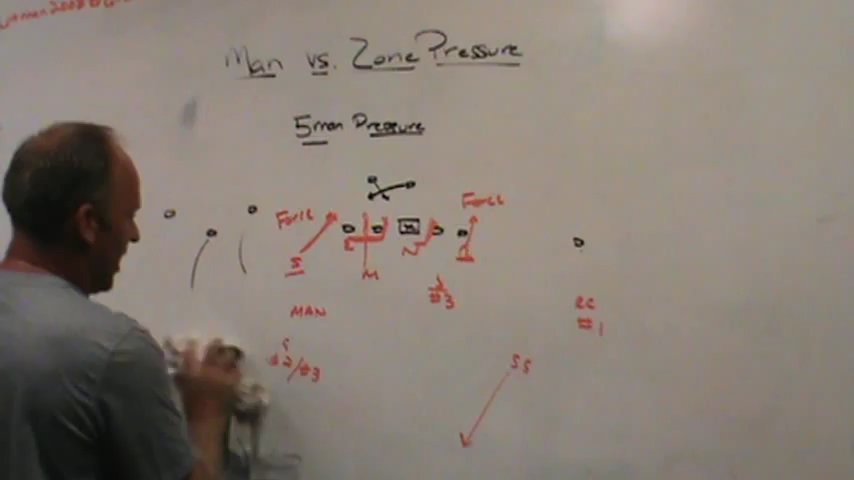 Man vs. Zone Pressure
5man Pressure
Force
Force
S
E
N
M
MAN
#3
RC
#1
SS
#2/#3